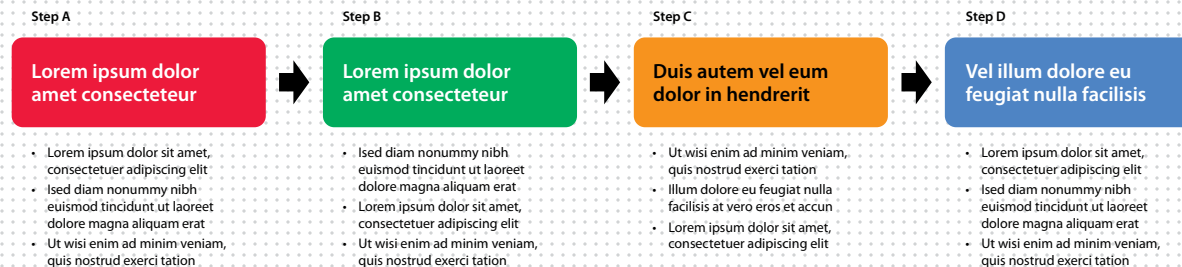 Step A
Lorem ipsum dolor
amet consecteteur
• Lorem ipsum dolor sit amet,
consectetuer adipiscing elit
• Ised diam nonummy nibh
euismod tincidunt ut laoreet
dolore magna aliquam erat
• Ut wisi enim ad minim veniam,
quis nostrud exerci tation
Step B
Lorem ipsum dolor
amet consecteteur
• Ised diam nonummy nibh
euismod tincidunt ut laoreet
dolore magna aliquam erat
• Lorem ipsum dolor sit amet,
consectetuer adipiscing elit
• Ut wisi enim ad minim veniam,
quis nostrud exerci tation
Step C
Duis autem vel eum
dolor in hendrerit
• Ut wisi enim ad minim veniam,
quis nostrud exerci tation
• Illum dolore eu feugiat nulla
facilisis at vero eros et accun
• Lorem ipsum dolor sit amet,
consectetuer adipiscing elit
Step D
Vel illum dolore eu
feugiat nulla facilisis
• Lorem ipsum dolor sit amet,
consectetuer adipiscing elit
• Ised diam nonummy nibh
euismod tincidunt ut laoreet
dolore magna aliquam erat
• Ut wisi enim ad minim veniam,
quis nostrud exerci tation